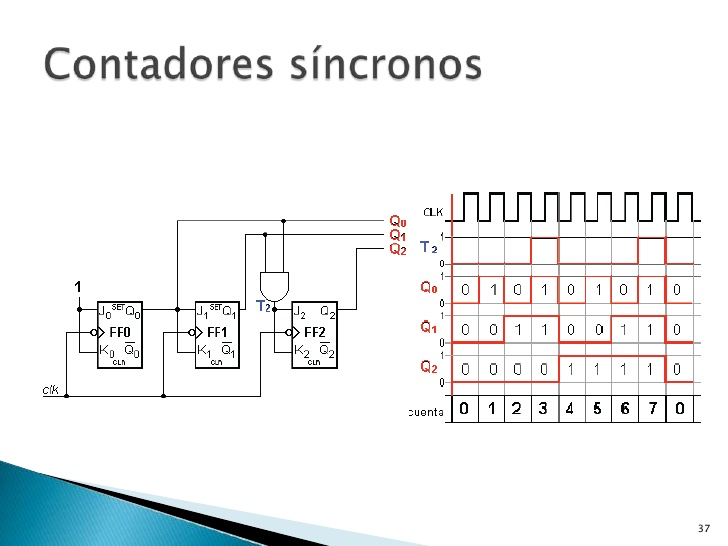 Contadores síncronos
Q0
Q1
Q2
1
T2
J0 SET Q0
FF0
K0 CLR Q̅0
J1 SET Q1
FF1
K1 CLR Q̅1
J2 Q2
FF2
K2 CLR Q̅2
clk
CLK
T2 1 0
Q0 1 0 0 1 0 1 0 1 0 1 0
Q1 1 0 0 0 1 1 0 0 1 1 0
Q2 1 0 0 0 0 0 1 1 1 1 0
cuenta 0 1 2 3 4 5 6 7 0
37